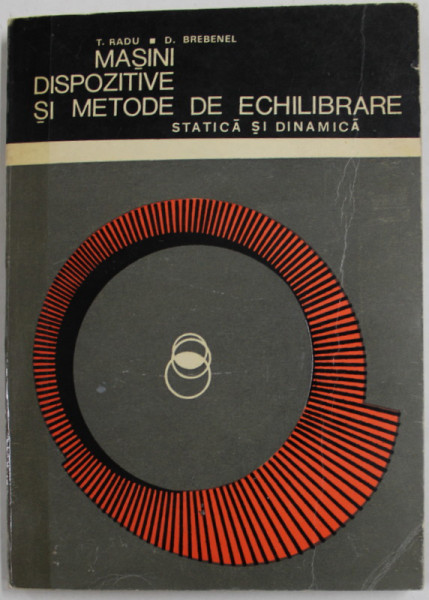 T. RADU ▪ D. BREBENEL
MAȘINI
DISPOZITIVE
ȘI METODE DE ECHILIBRARE
STATICĂ ȘI DINAMICĂ